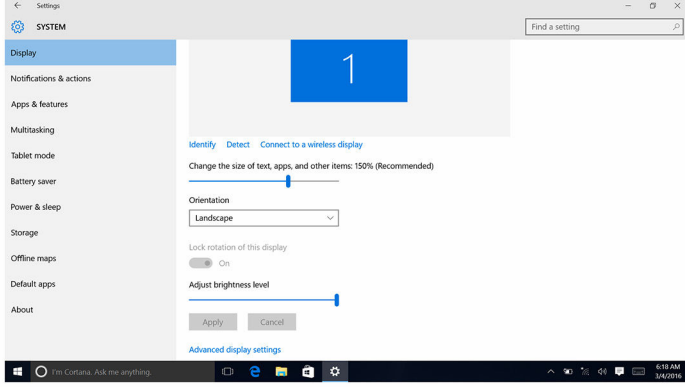 Settings
SYSTEM
Find a setting
Display
Notifications & actions
Apps & features
Multitasking
Tablet mode
Battery saver
Power & sleep
Storage
Offline maps
Default apps
About
1
Identify Detect Connect to a wireless display
Change the size of text, apps, and other items: 150% (Recommended)
Orientation
Landscape
Lock rotation of this display
On
Adjust brightness level
Apply Cancel
Advanced display settings
I'm Cortana. Ask me anything.
6:18 AM
3/4/2016